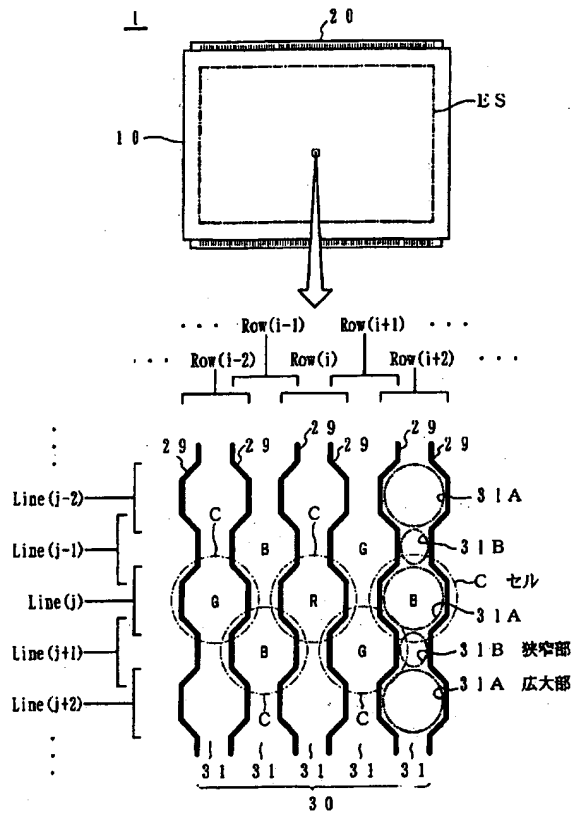 1
20
ES
10
・・・ Row(i-1) Row(i+1) ・・・
・・・ Row(i-2) Row(i) Row(i+2) ・・・
29 29 29 29 29 29
Line(j-2) 31A
C C
Line(j-1) B G 31B
C セル
Line(j) G R B
31A
Line(j+1) B G 31B 狭窄部
Line(j+2) 31A 広大部
C C
31 31 31 31 31
30